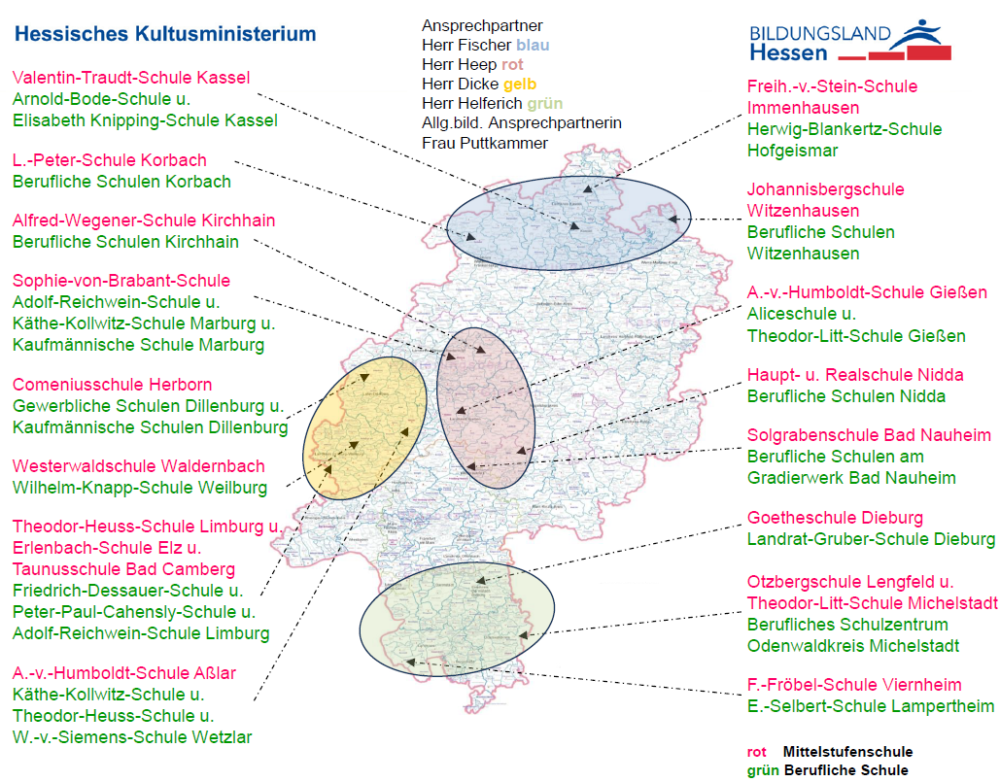 Hessisches Kultusministerium
Ansprechpartner
Herr Fischer blau
Herr Heep rot
Herr Dicke gelb
Herr Helferich grün
Allg.bild. Ansprechpartnerin
Frau Puttkammer
BILDUNGSLAND
Hessen
Valentin-Traudt-Schule Kassel
Arnold-Bode-Schule u.
Elisabeth Knipping-Schule Kassel
L.-Peter-Schule Korbach
Berufliche Schulen Korbach
Alfred-Wegener-Schule Kirchhain
Berufliche Schulen Kirchhain
Sophie-von-Brabant-Schule
Adolf-Reichwein-Schule u.
Käthe-Kollwitz-Schule Marburg u.
Kaufmännische Schule Marburg
Comeniusschule Herborn
Gewerbliche Schulen Dillenburg u.
Kaufmännische Schulen Dillenburg
Westerwaldschule Waldernbach
Wilhelm-Knapp-Schule Weilburg
Theodor-Heuss-Schule Limburg u.
Erlenbach-Schule Elz u.
Taunusschule Bad Camberg
Friedrich-Dessauer-Schule u.
Peter-Paul-Cahensly-Schule u.
Adolf-Reichwein-Schule Limburg
A.-v.-Humboldt-Schule Aßlar
Käthe-Kollwitz-Schule u.
Theodor-Heuss-Schule u.
W.-v.-Siemens-Schule Wetzlar
Freih.-v.-Stein-Schule
Immenhausen
Herwig-Blankertz-Schule
Hofgeismar
Johannisbergschule
Witzenhausen
Berufliche Schulen
Witzenhausen
A.-v.-Humboldt-Schule Gießen
Aliceschule u.
Theodor-Litt-Schule Gießen
Haupt- u. Realschule Nidda
Berufliche Schulen Nidda
Solgrabenschule Bad Nauheim
Berufliche Schulen am
Gradierwerk Bad Nauheim
Goetheschule Dieburg
Landrat-Gruber-Schule Dieburg
Otzbergschule Lengfeld u.
Theodor-Litt-Schule Michelstadt
Berufliches Schulzentrum
Odenwaldkreis Michelstadt
F.-Fröbel-Schule Viernheim
E.-Selbert-Schule Lampertheim
rot Mittelstufenschule
grün Berufliche Schule